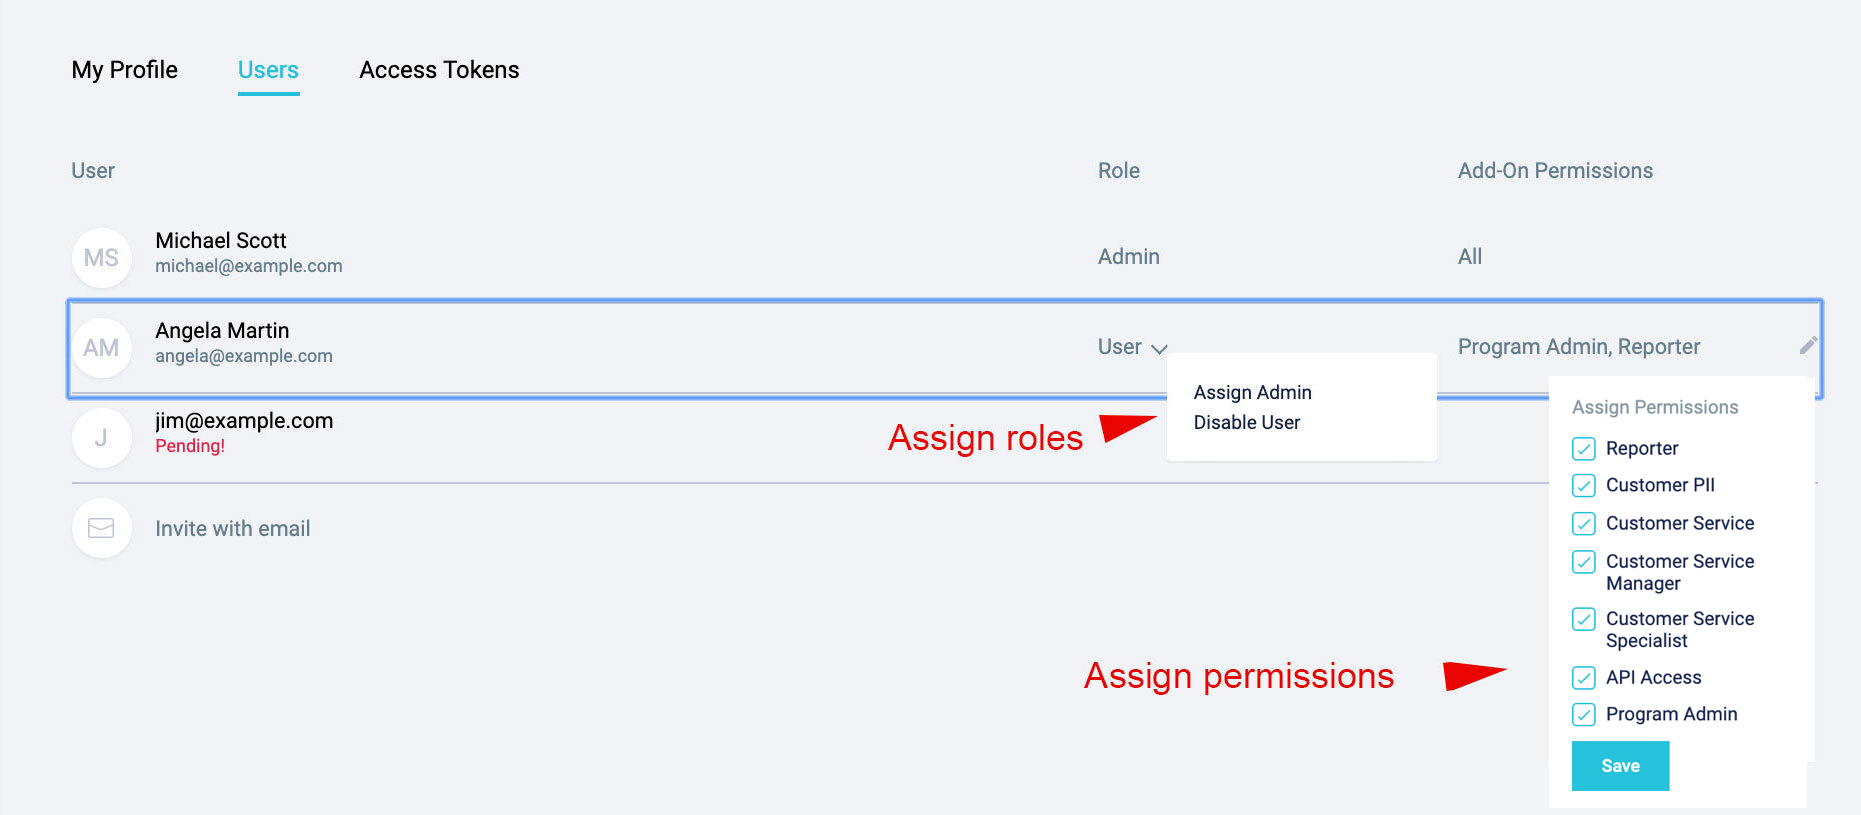 My Profile Users Access Tokens
User Role Add-On Permissions
MS Michael Scott
michael@example.com
Admin All
AM Angela Martin
angela@example.com
User Program Admin, Reporter
Assign Admin
Disable User
Assign roles
J jim@example.com
Pending!
Invite with email
Assign Permissions
Reporter
Customer PII
Customer Service
Customer Service
Manager
Customer Service
Specialist
API Access
Program Admin
Save
Assign permissions